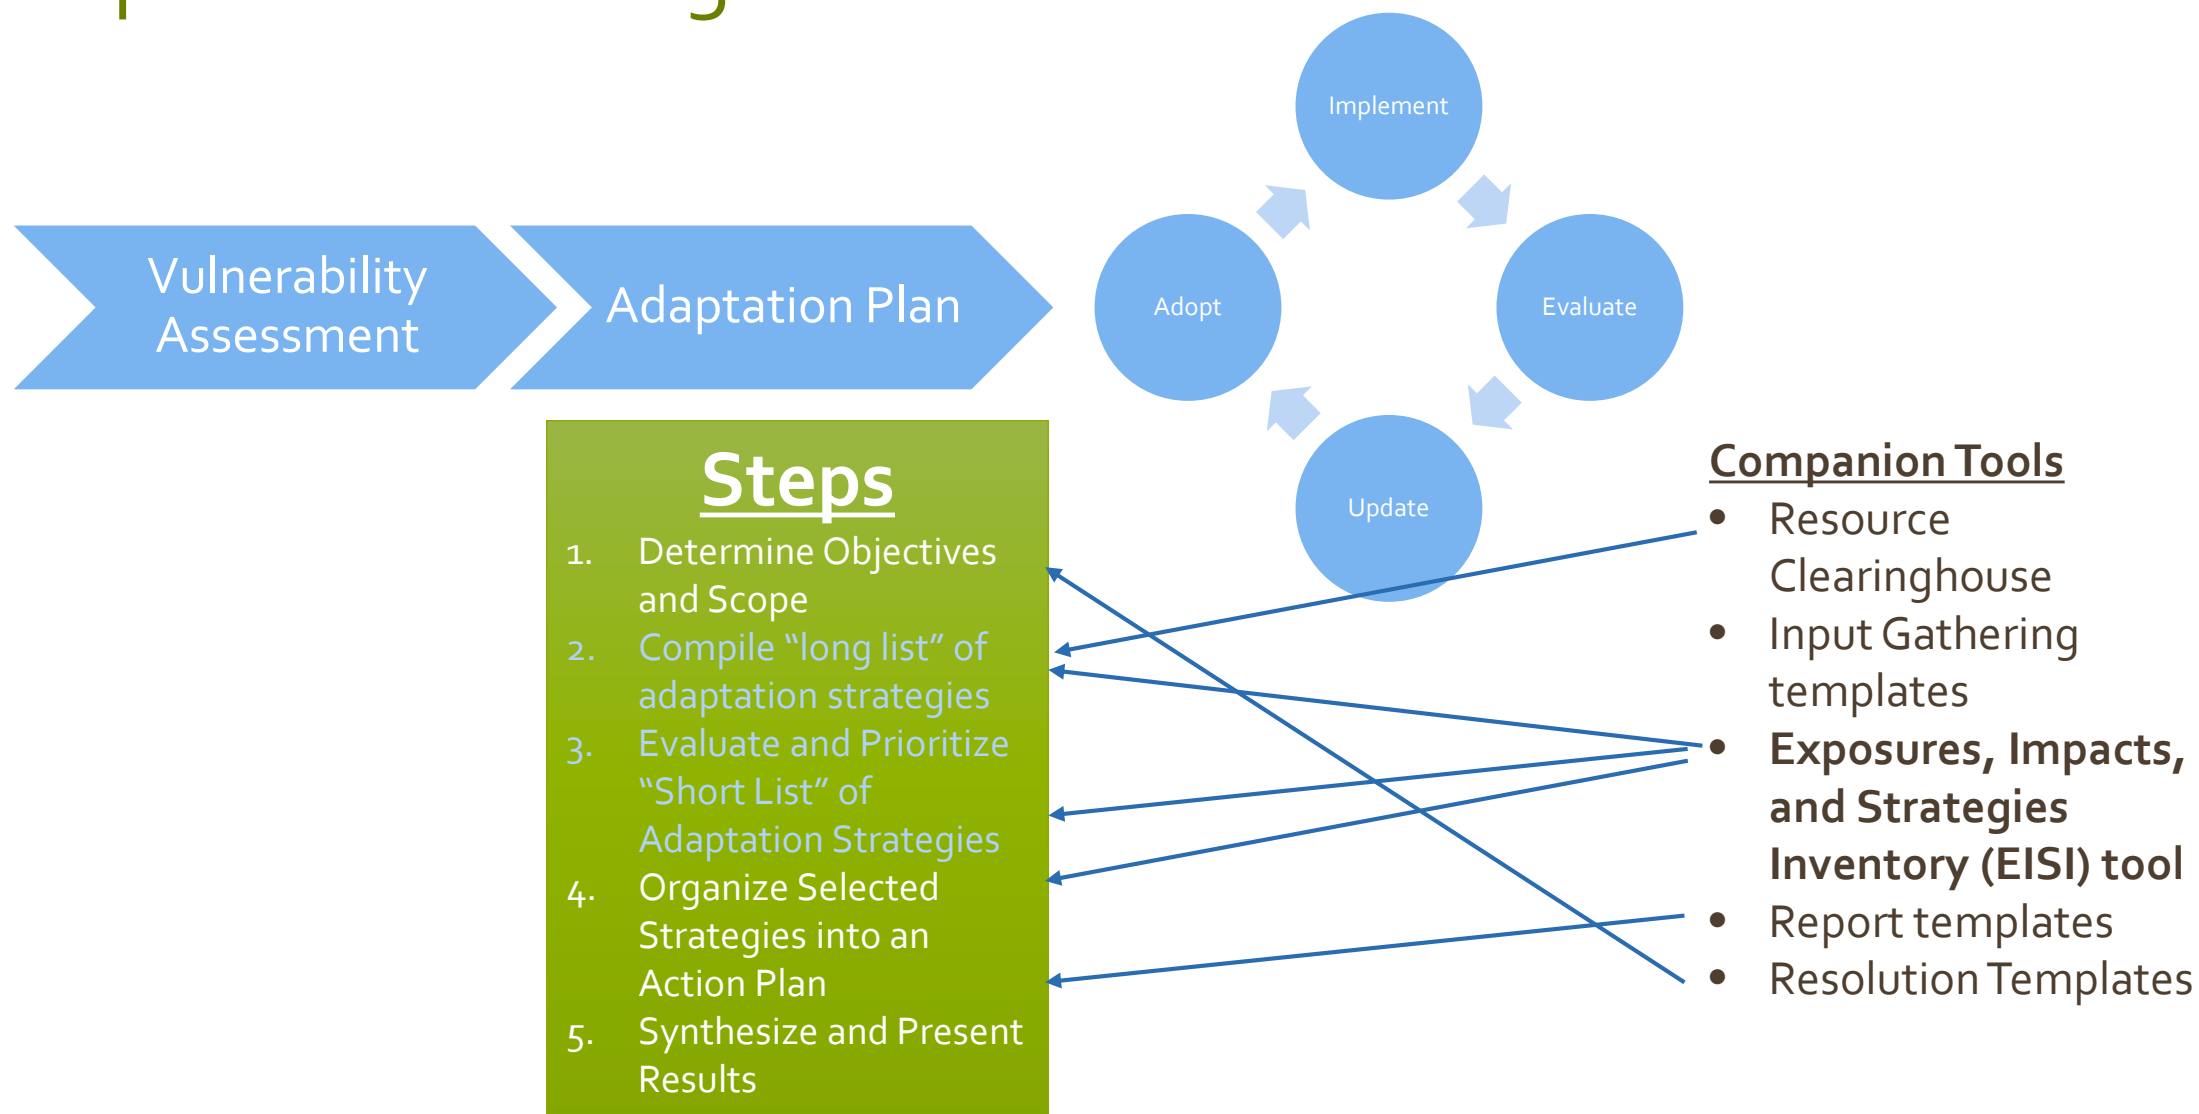 Implement
Vulnerability
Assessment
Adaptation Plan
Adopt
Evaluate
Update
Steps
1. Determine Objectives
and Scope
2. Compile “long list” of
adaptation strategies
3. Evaluate and Prioritize
“Short List” of
Adaptation Strategies
4. Organize Selected
Strategies into an
Action Plan
5. Synthesize and Present
Results
Companion Tools
• Resource
Clearinghouse
• Input Gathering
templates
• Exposures, Impacts,
and Strategies
Inventory (EISI) tool
• Report templates
• Resolution Templates